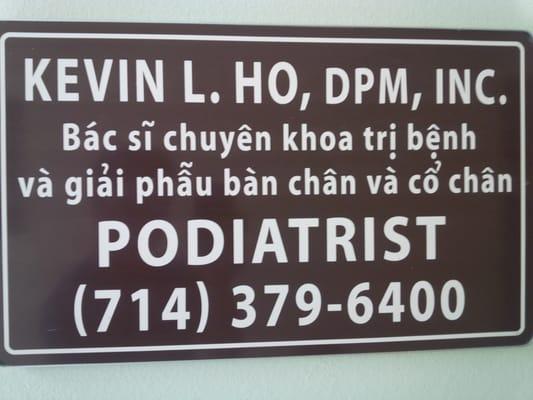 KEVIN L. HO, DPM, INC.
Bác sĩ chuyên khoa trị bệnh
và giải phẫu bàn chân và cổ chân
PODIATRIST
(714) 379-6400